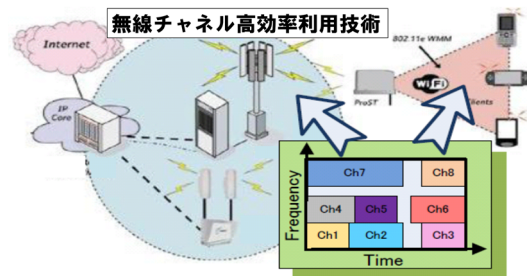 無線チャネル高効率利用技術
Internet
IP
Core
802.11e WMM
ProST
WiFi
Clients
Frequency
Ch7
Ch8
Ch4
Ch5
Ch6
Ch1
Ch2
Ch3
Time